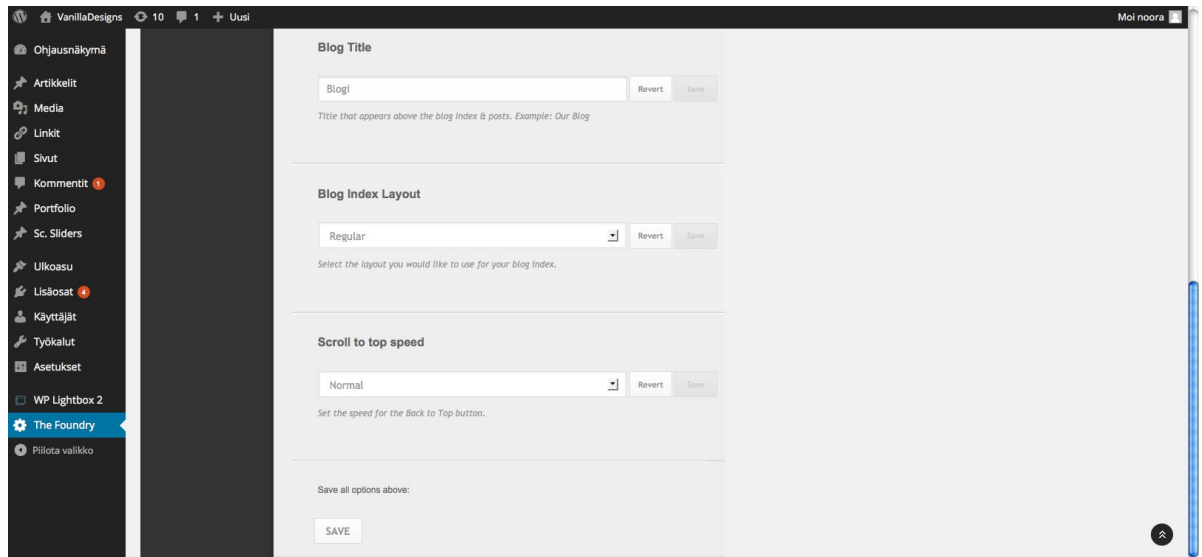 VanillaDesigns 10 1 + Uusi
Moi noora
Ohjausnäkymä
Artikkelit
Media
Linkit
Sivut
Kommentit 1
Portfolio
Sc. Sliders
Ulkoasu
Lisäosat 4
Käyttäjät
Työkalut
Asetukset
WP Lightbox 2
The Foundry
Piilota valikko
Blog Title
Blogi Revert Save
Title that appears above the blog index & posts. Example: Our Blog
Blog Index Layout
Regular Revert Save
Select the layout you would like to use for your blog index.
Scroll to top speed
Normal Revert Save
Set the speed for the Back to Top button.
Save all options above:
SAVE